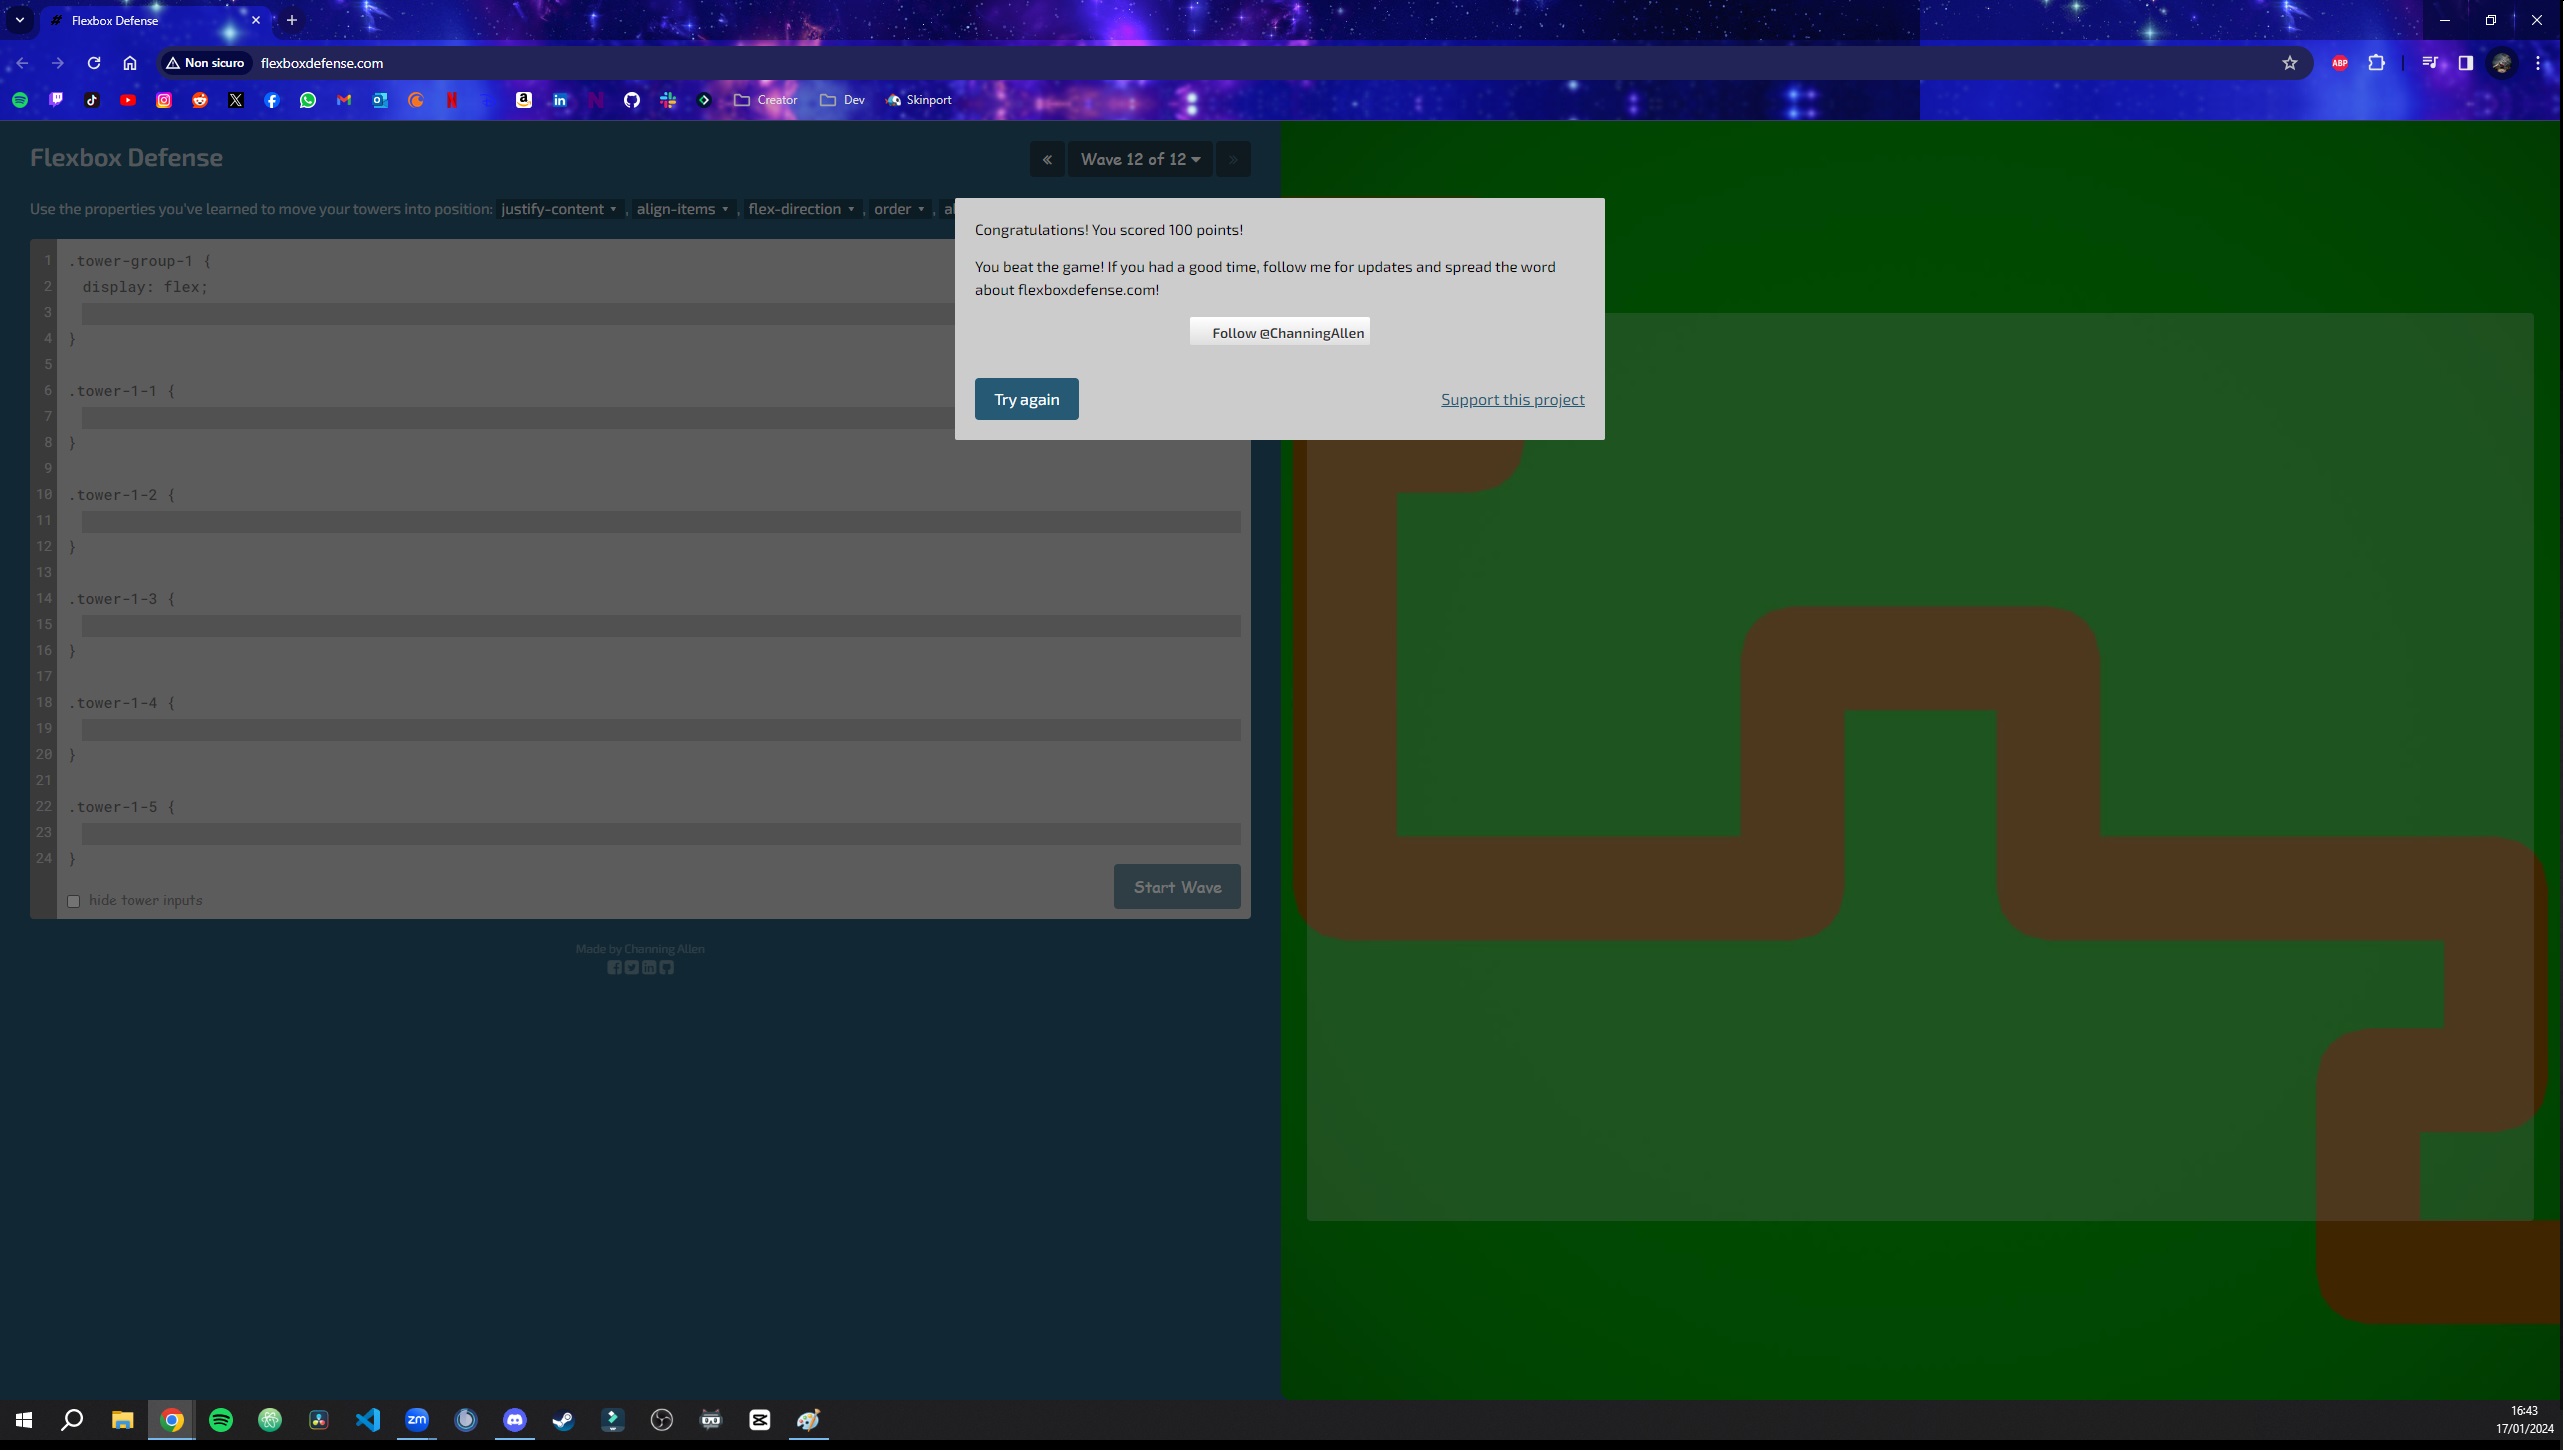 Flexbox Defense
Non sicuro
flexboxdefense.com
ABP
Creator
Dev
Skinport
Flexbox Defense
« Wave 12 of 12 »
Use the properties you've learned to move your towers into position: justify-content , align-items , flex-direction , order ,
Congratulations! You scored 100 points!
You beat the game! If you had a good time, follow me for updates and spread the word
about flexboxdefense.com!
Follow @ChanningAllen
Try again
Support this project
1 .tower-group-1 {
2 display: flex;
3
4 }
5
6 .tower-1-1 {
7
8 }
9
10 .tower-1-2 {
11
12 }
13
14 .tower-1-3 {
15
16 }
17
18 .tower-1-4 {
19
20 }
21
22 .tower-1-5 {
23
24 }
hide tower inputs
Start Wave
Made by Channing Allen
zm
16:43
17/01/2024